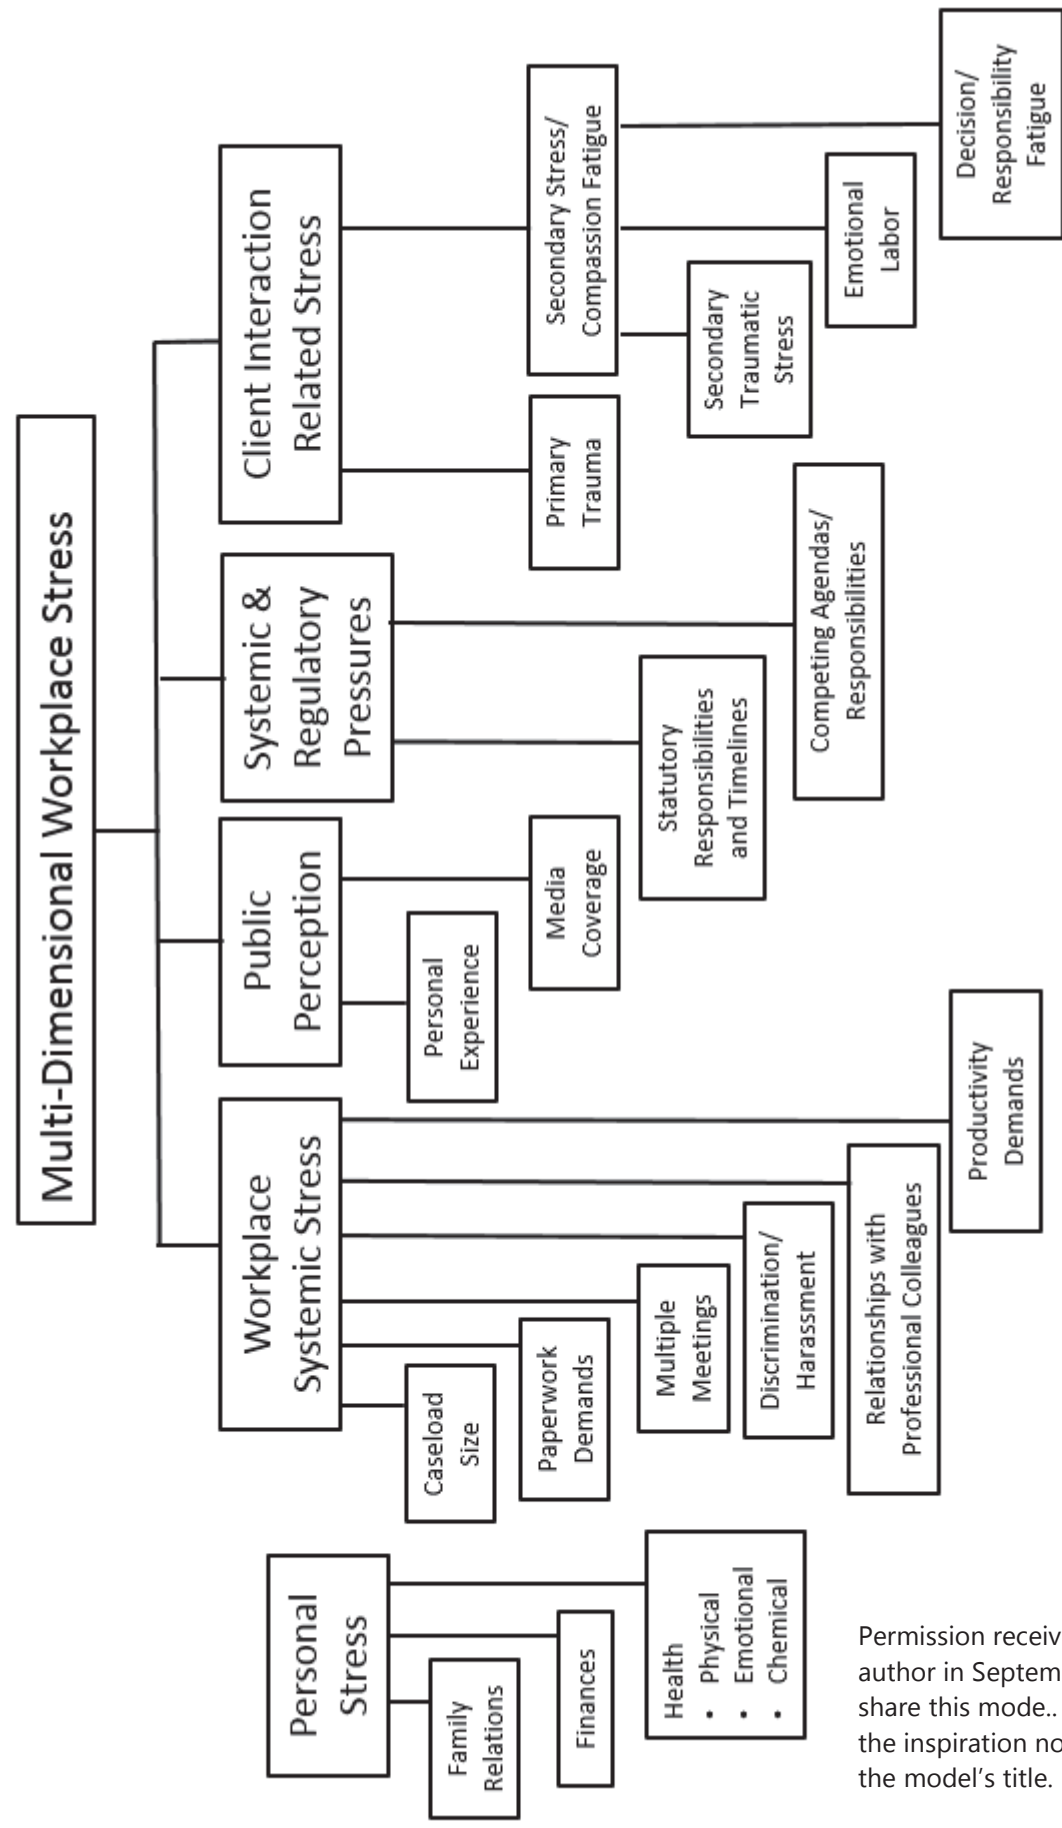 Multi-Dimensional Workplace Stress
Personal
Stress
Family
Relations
Finances
Health
• Physical
• Emotional
• Chemical
Workplace
Systemic Stress
Caseload
Size
Paperwork
Demands
Multiple
Meetings
Discrimination/
Harassment
Relationships with
Professional Colleagues
Productivity
Demands
Public
Perception
Personal
Experience
Media
Coverage
Systemic &
Regulatory
Pressures
Statutory
Responsibilities
and Timelines
Competing Agendas/
Responsibilities
Client Interaction
Related Stress
Primary
Trauma
Secondary Stress/
Compassion Fatigue
Secondary
Traumatic
Stress
Emotional
Labor
Decision/
Responsibility
Fatigue
Permission
author in
share this mode..
the inspiration
the model's title.